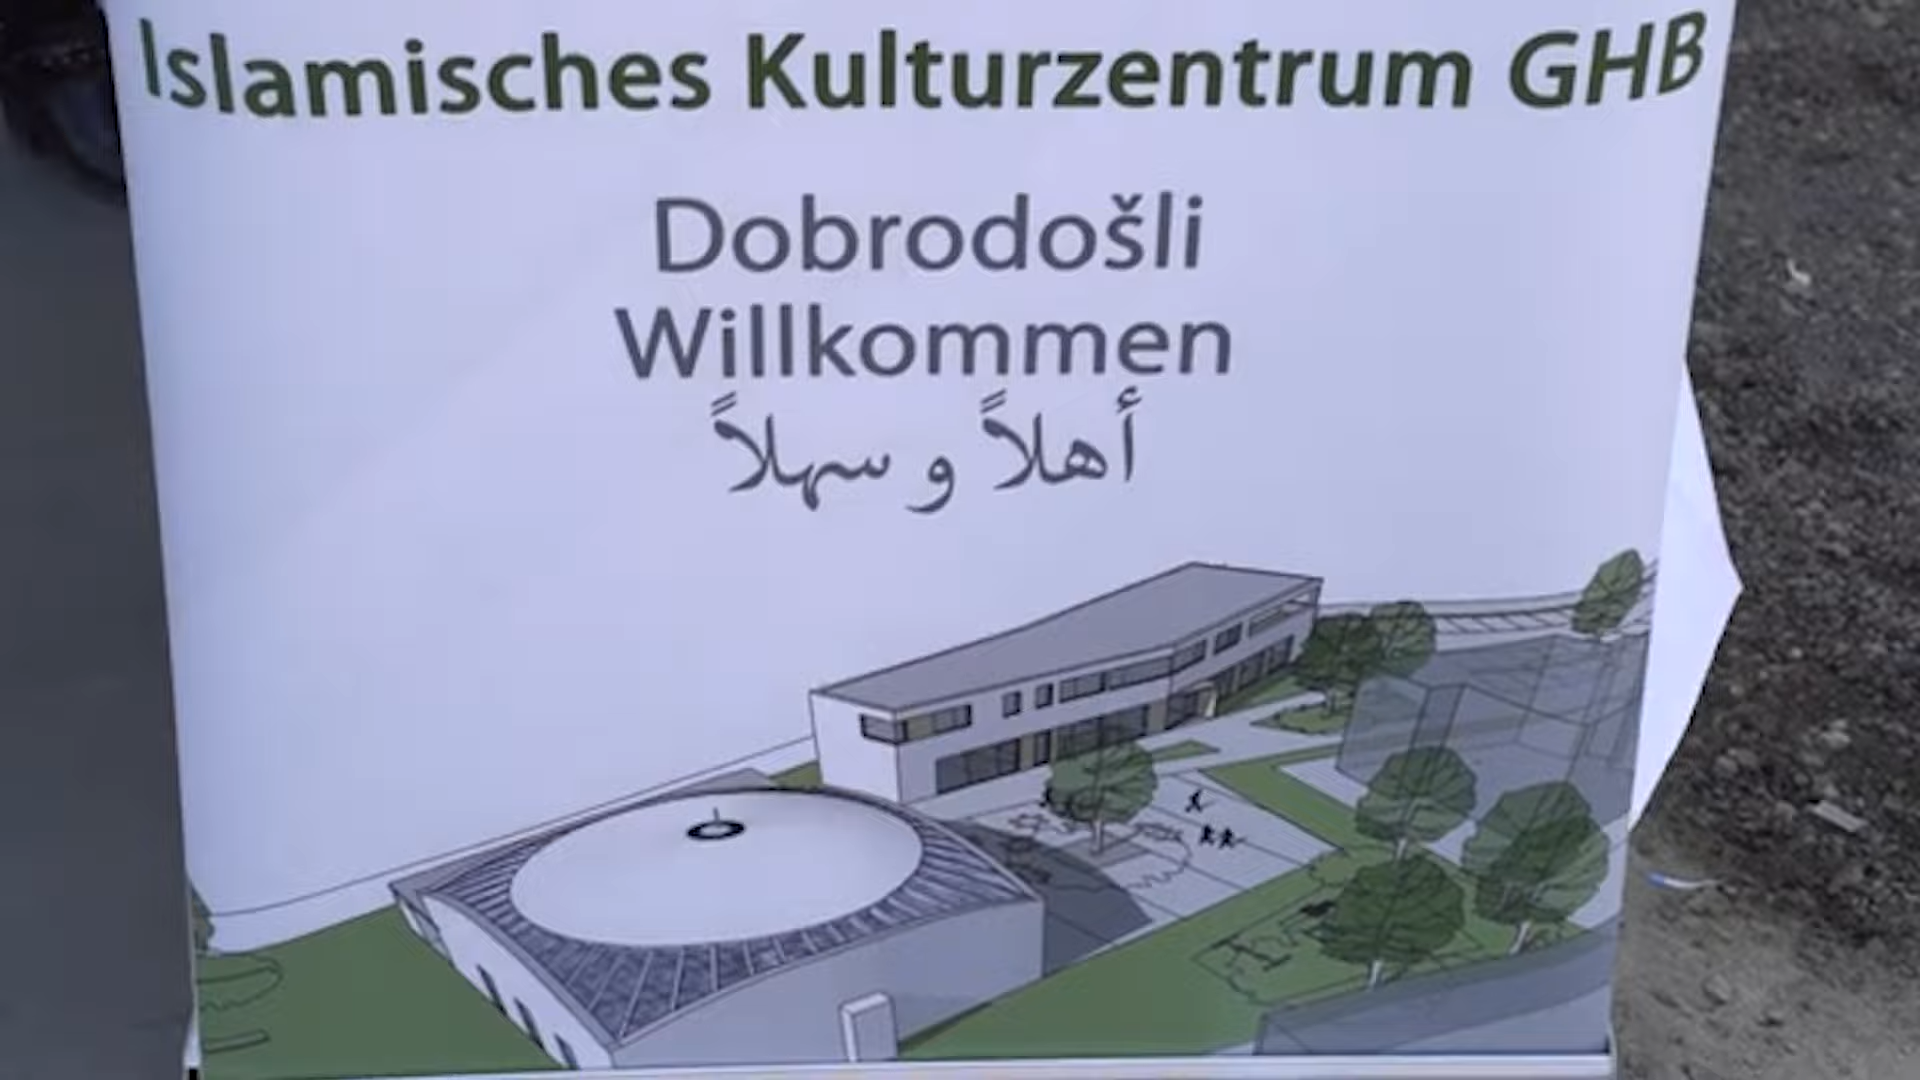 Islamisches Kulturzentrum GHB
Dobrodošli
Willkommen
أهلاً و سهلاً